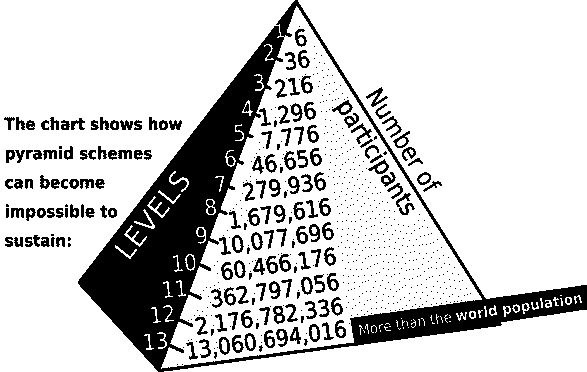 The chart shows how
pyramid schemes
can become
impossible to
sustain:
LEVELS
Number of
participants
1 6
2 36
3 216
4 1,296
5 7,776
6 46,656
7 279,936
8 1,679,616
9 10,077,696
10 60,466,176
11 362,797,056
12 2,176,782,336
13 13,060,694,016
More than the world population